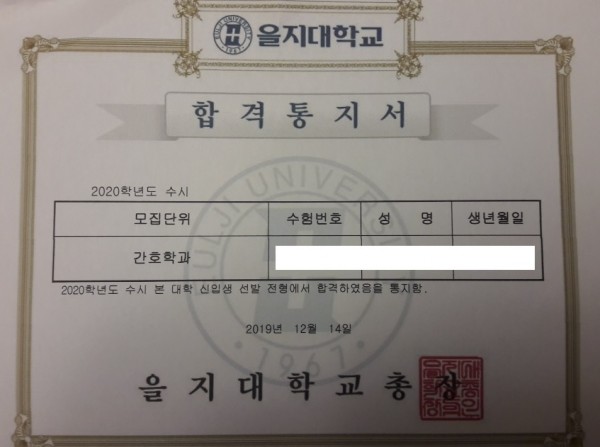 을지대학교
합격통지서
2020학년도 수시
모집단위 수험번호 성 명 생년월일
간호학과
2020학년도 수시 본 대학 신입생 선발 전형에서 합격하였음을 통지함.
2019년 12월 14일
을지대학교총장
EULJI UNIVERSITY
1967